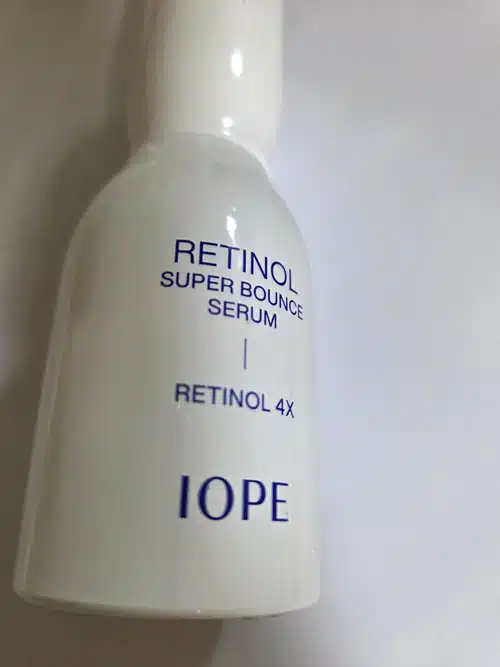 RETINOL
SUPER BOUNCE
SERUM
RETINOL 4X
IOPE